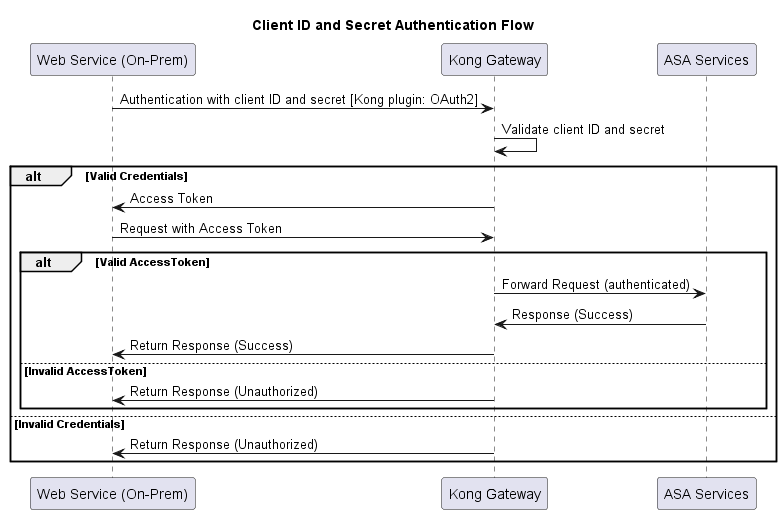 Client ID and Secret Authentication Flow
Web Service (On-Prem)
Kong Gateway
ASA Services
Authentication with client ID and secret [Kong plugin: OAuth2]
Validate client ID and secret
alt
[Valid Credentials]
Access Token
Request with Access Token
alt
[Valid AccessToken]
Forward Request (authenticated)
Response (Success)
Return Response (Success)
[Invalid AccessToken]
Return Response (Unauthorized)
[Invalid Credentials]
Return Response (Unauthorized)
Web Service (On-Prem)
Kong Gateway
ASA Services